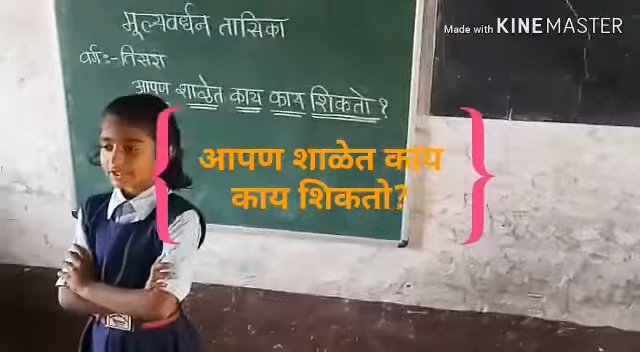 Made with KINEMASTER
मूल्यवर्धन तासिका
वर्गः- तिसरा
आपण शाळेत काय काय शिकतो?
आपण शाळेत काय
काय शिकतो?